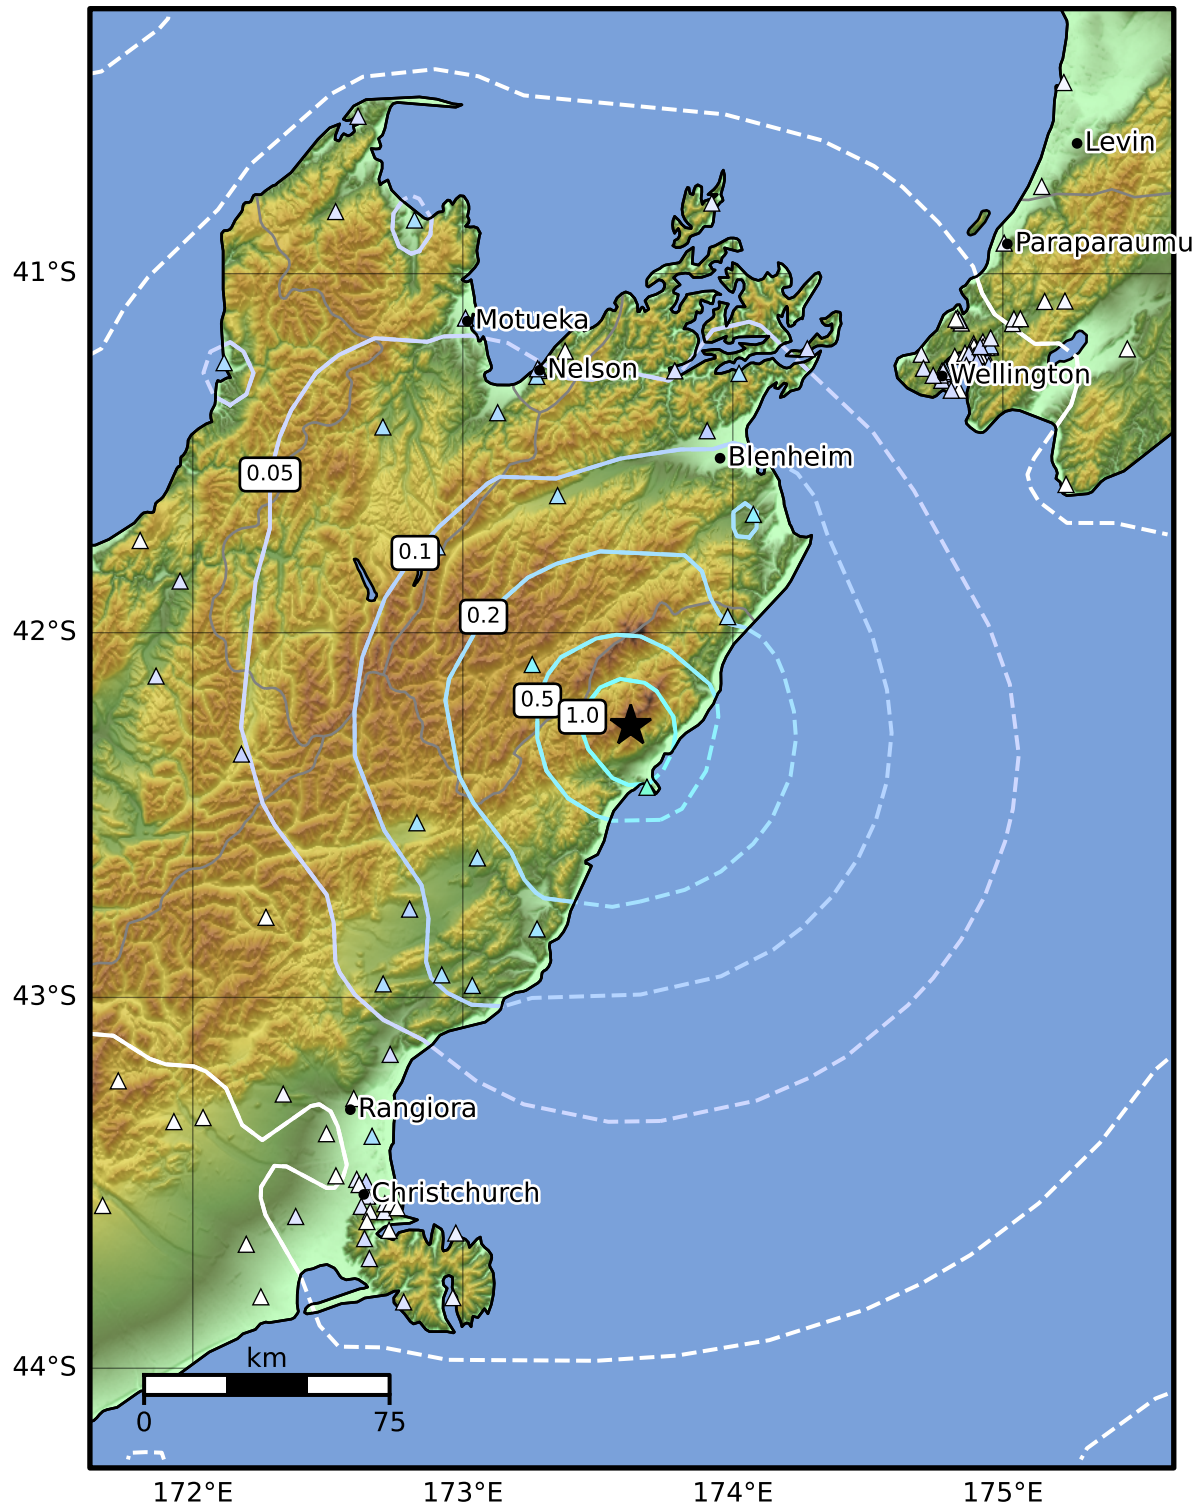 Levin
Paraparaumu
41°S
Motueka
Nelson
Wellington
Blenheim
0.05
0.1
0.2
42°S
0.5
1.0
43°S
Rangiora
Christchurch
km
44°S
0
75
172°E
173°E
174°E
175°E